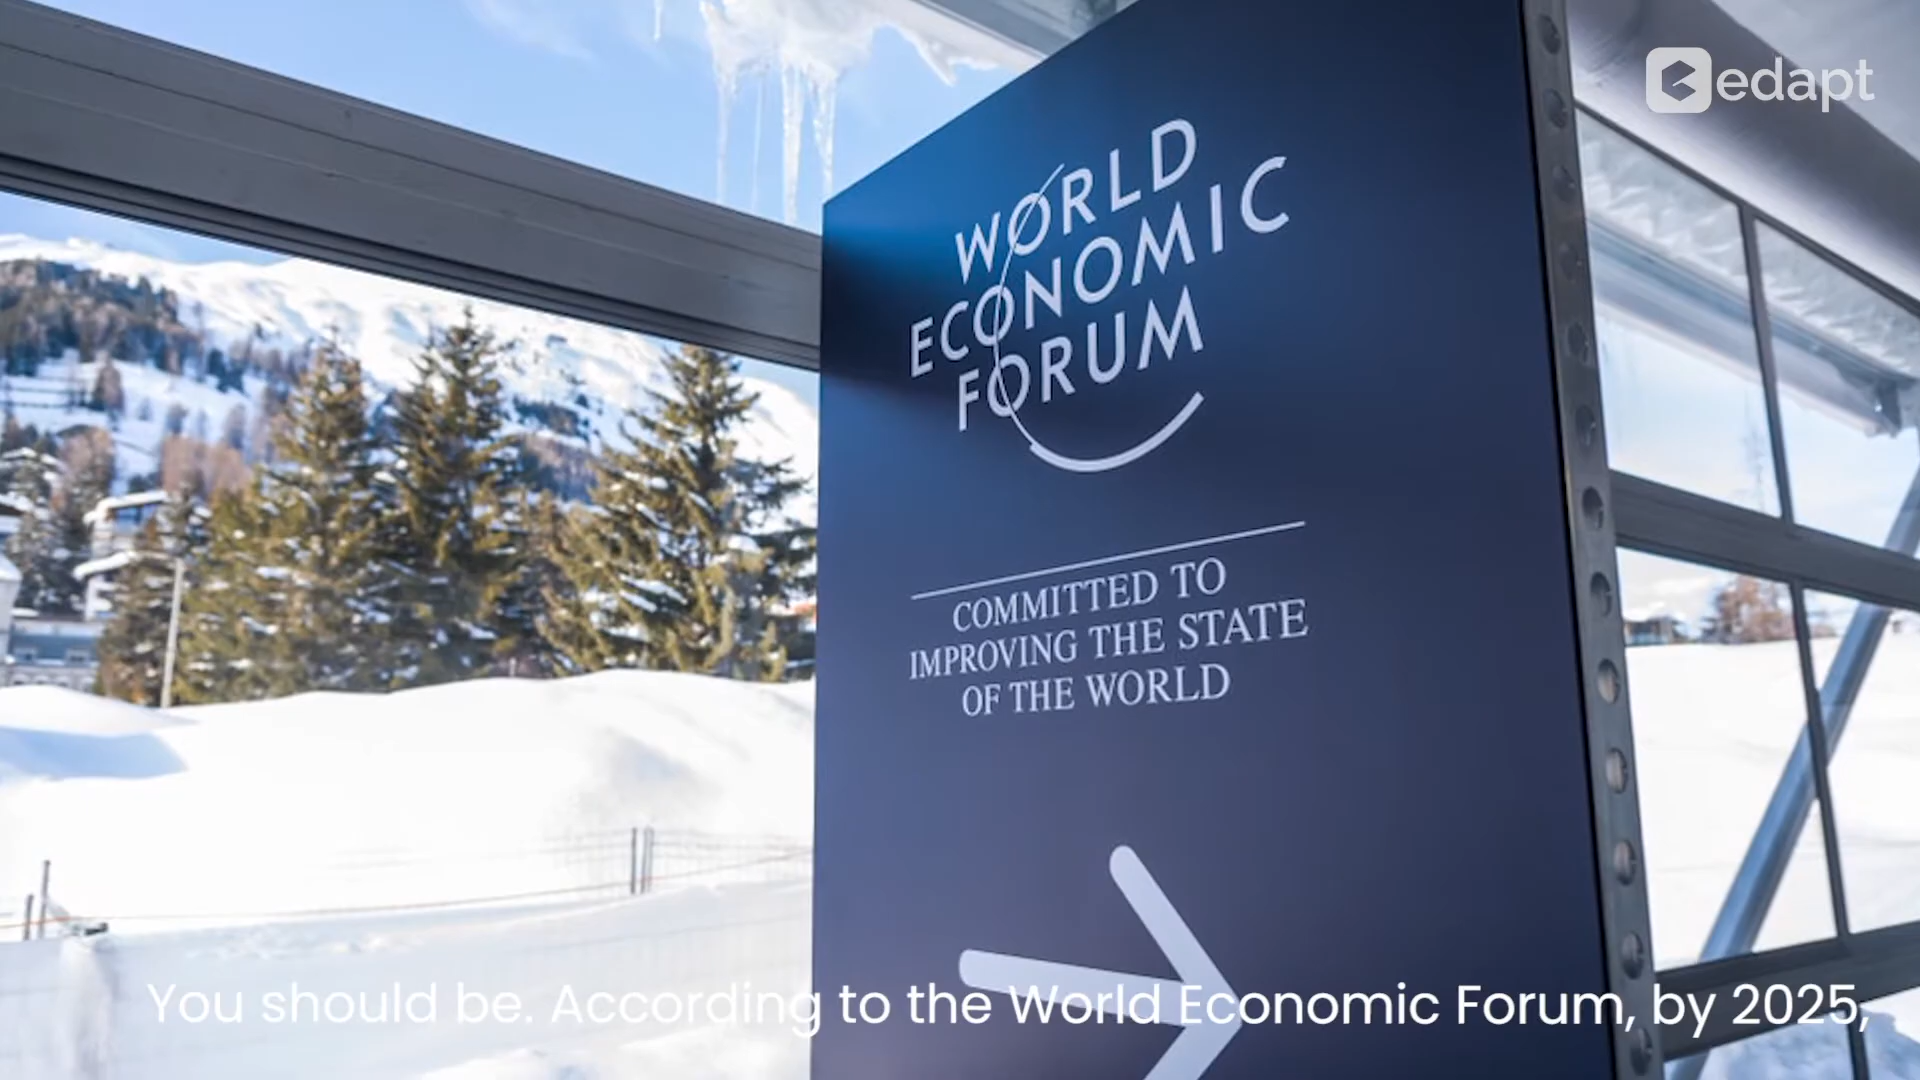 edapt
WORLD
ECONOMIC
FORUM
COMMITTED TO
IMPROVING THE STATE
OF THE WORLD
You should be. According to the World Economic Forum, by 2025,